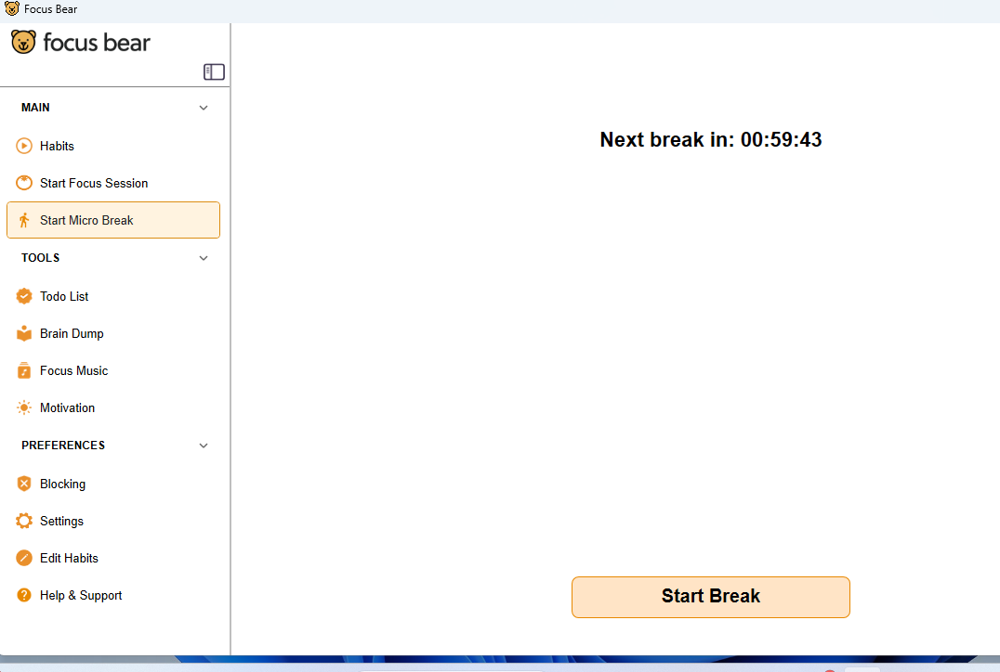 Focus Bear
focus bear
MAIN
Habits
Start Focus Session
Start Micro Break
TOOLS
Todo List
Brain Dump
Focus Music
Motivation
PREFERENCES
Blocking
Settings
Edit Habits
Help & Support
Next break in: 00:59:43
Start Break